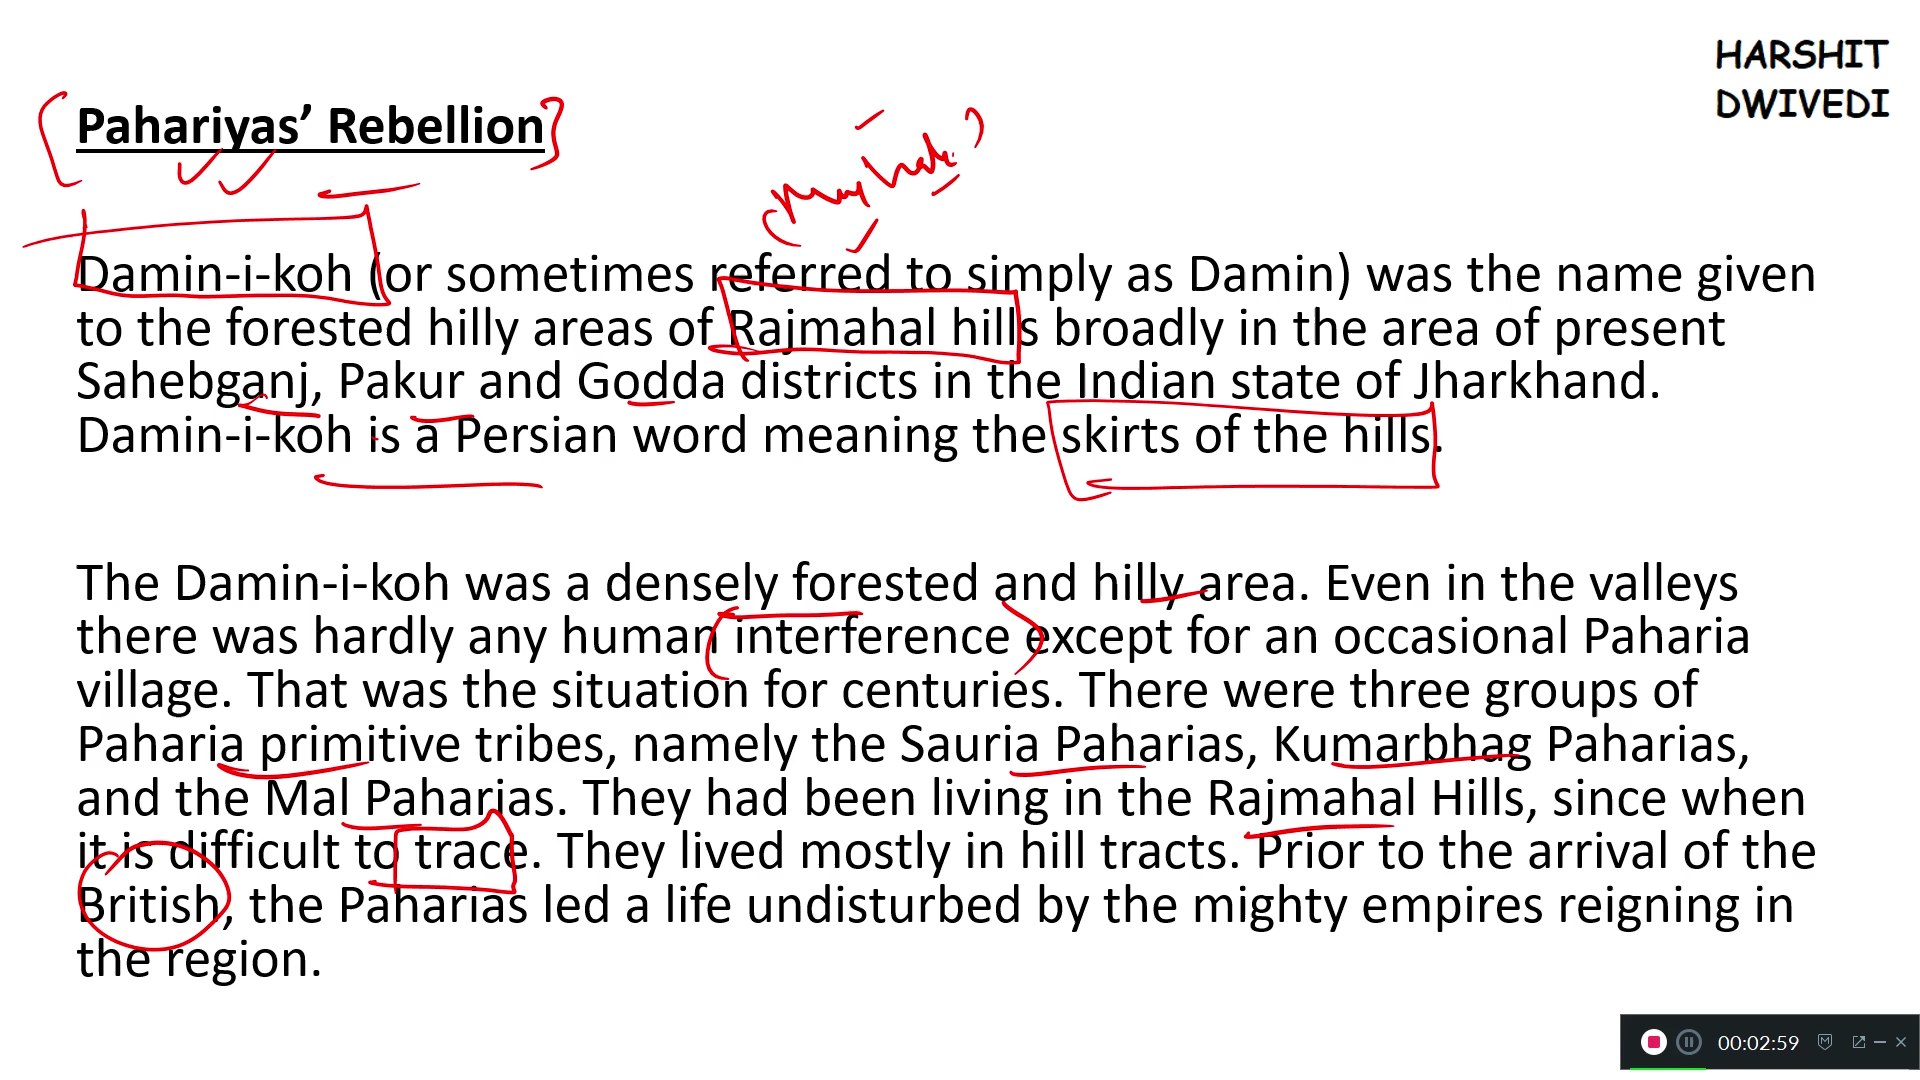 HARSHIT
DWIVEDI
Pahariyas’ Rebellion
Damin-i-koh (or sometimes referred to simply as Damin) was the name given
to the forested hilly areas of Rajmahal hills broadly in the area of present
Sahebganj, Pakur and Godda districts in the Indian state of Jharkhand.
Damin-i-koh is a Persian word meaning the skirts of the hills.
The Damin-i-koh was a densely forested and hilly area. Even in the valleys
there was hardly any human interference except for an occasional Paharia
village. That was the situation for centuries. There were three groups of
Paharia primitive tribes, namely the Sauria Paharias, Kumarbhag Paharias,
and the Mal Paharias. They had been living in the Rajmahal Hills, since when
it is difficult to trace. They lived mostly in hill tracts. Prior to the arrival of the
British, the Paharias led a life undisturbed by the mighty empires reigning in
the region.
00:02:59